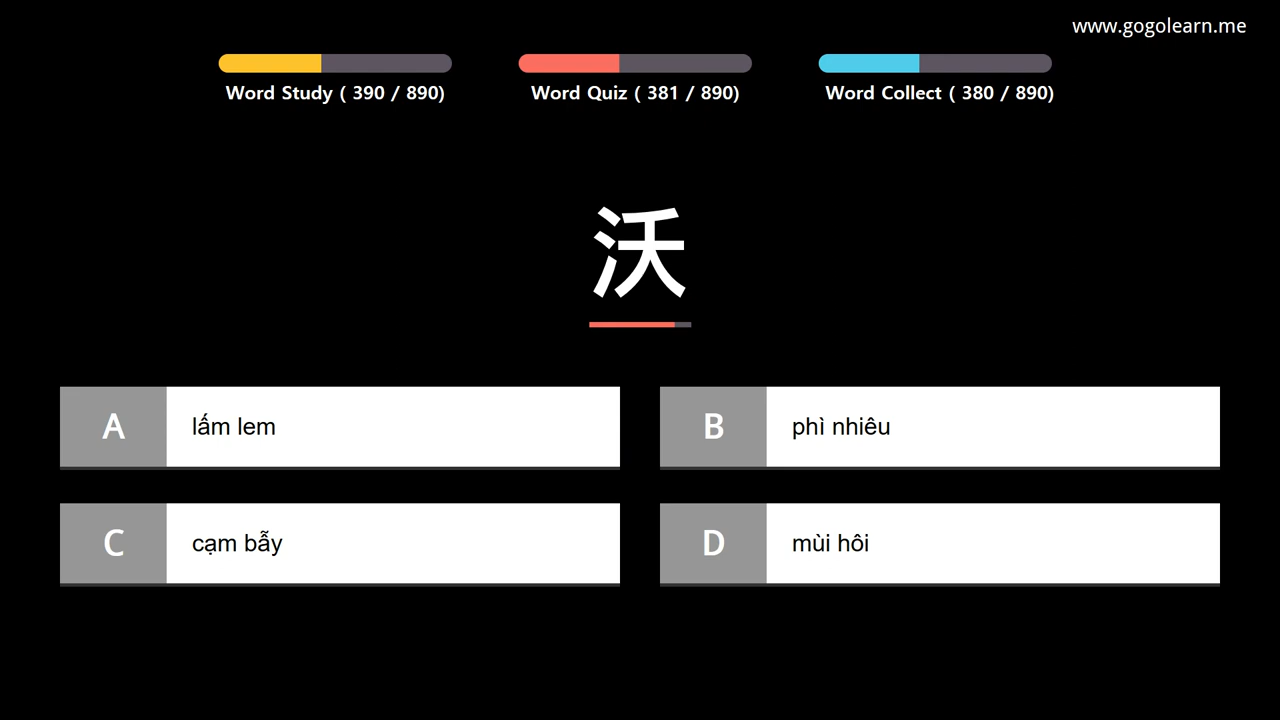 www.gogolearn.me
Word Study ( 390 / 890)
Word Quiz ( 381 / 890)
Word Collect ( 380 / 890)
沃
A lấm lem
B phì nhiêu
C cạm bẫy
D mùi hôi